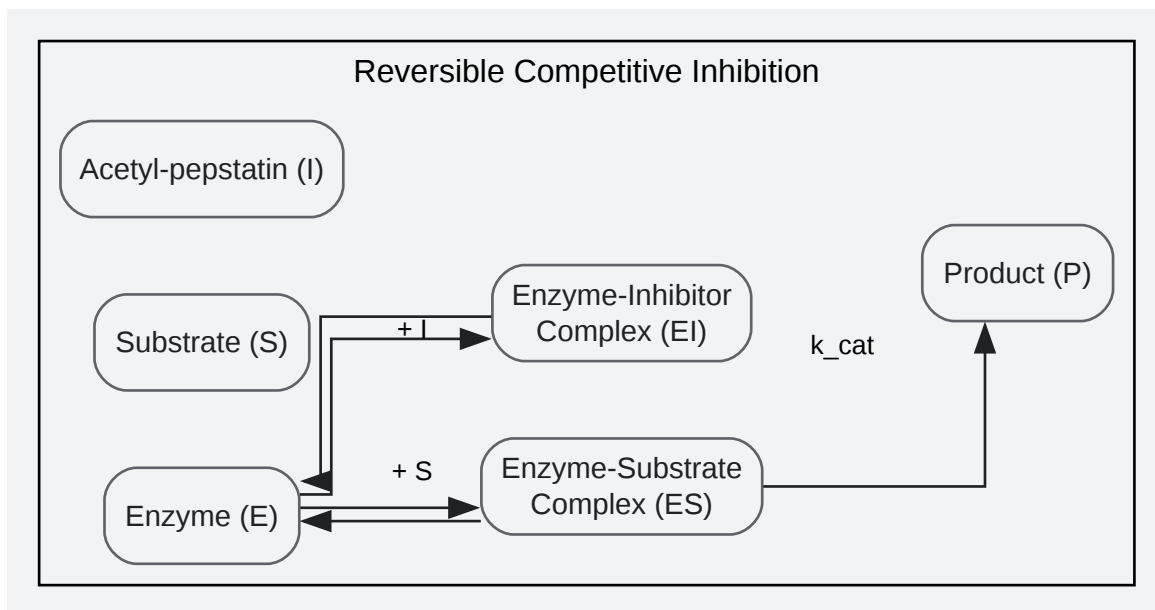 Reversible Competitive Inhibition
Acetyl-pepstatin (I)
Product (P)
Enzyme-Inhibitor
Complex (EI)
Substrate (S)
+ I
k_cat
Enzyme-Substrate
Complex (ES)
+ S
Enzyme (E)